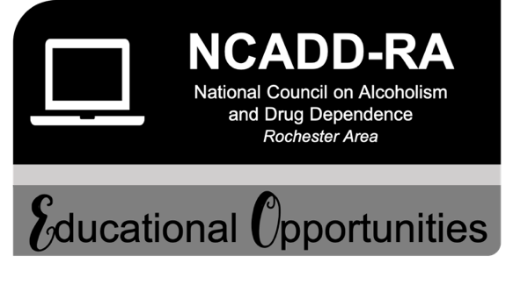 NCADD-RA
National Council on Alcoholism
and Drug Dependence
Rochester Area
Educational Opportunities